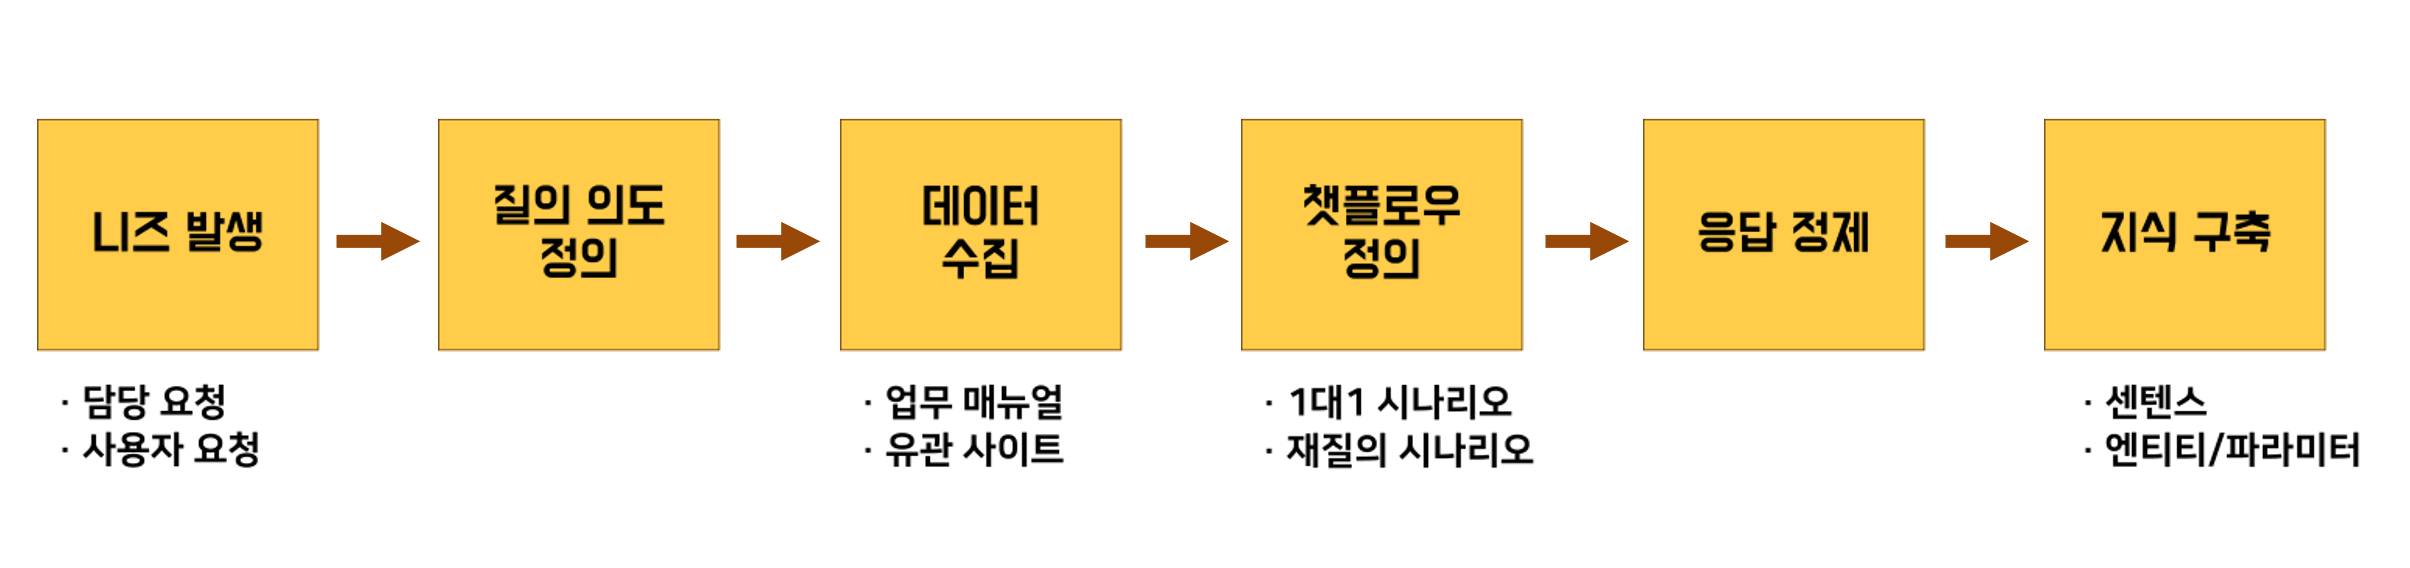 니즈 발생
질의 의도
정의
데이터
수집
챗플로우
정의
응답 정제
지식 구축
· 담당 요청
· 사용자 요청
· 업무 매뉴얼
· 유관 사이트
· 1대1 시나리오
· 재질의 시나리오
· 센텐스
· 엔티티/파라미터